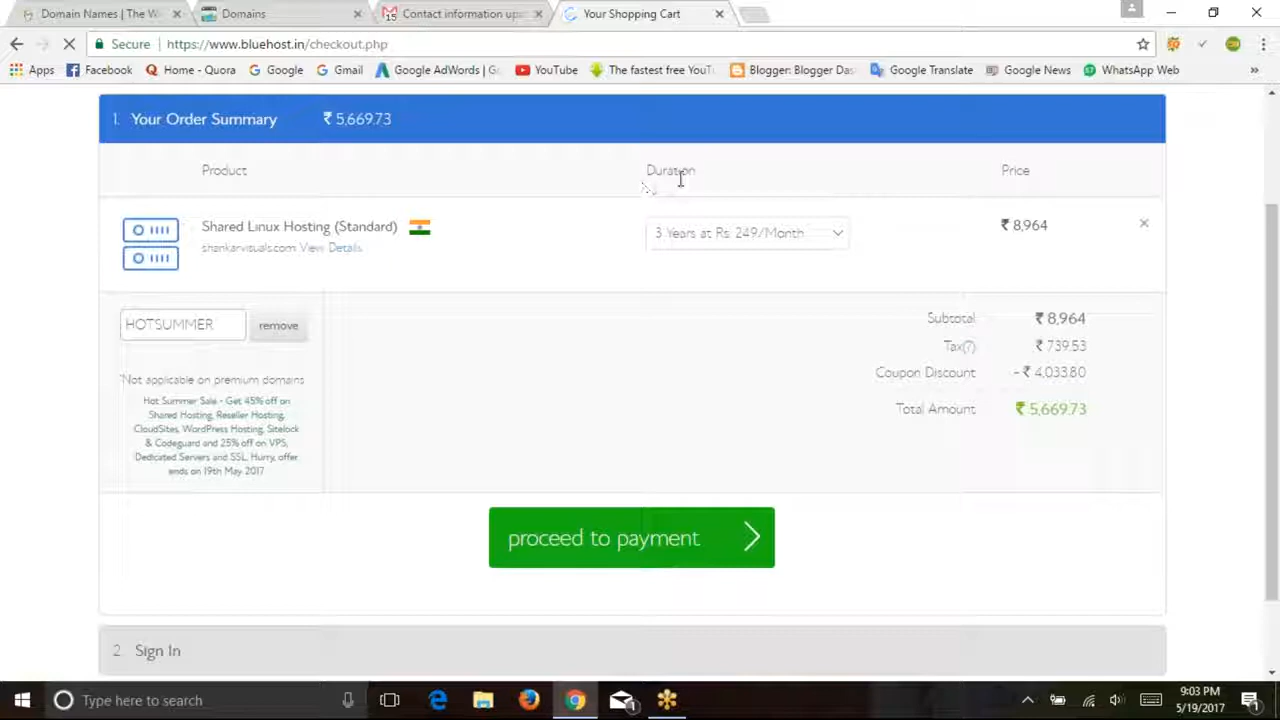 Domain Names | The W
Domains
15
Contact information up
Your Shopping Cart
Secure
https://www.bluehost.in/checkout.php
Apps
Facebook
Home - Quora
Google
Gmail
Google AdWords | G
YouTube
The fastest free YouT
Blogger: Blogger Das
Google Translate
Google News
WhatsApp Web
»
1. Your Order Summary ₹ 5,669.73
Product Duration Price
Shared Linux Hosting (Standard)
3 Years at Rs 249/Month
₹ 8,964
shankarvisuals.com View Details
HOTSUMMER remove
Subtotal ₹ 8,964
Tax(?) ₹ 739.53
Coupon Discount -₹ 4,033.80
Total Amount ₹ 5,669.73
*Not applicable on premium domains
Hot Summer Sale - Get 45% off on
Shared Hosting, Reseller Hosting,
CloudSites, WordPress Hosting, Sitelock
& Codeguard and 25% off on VPS,
Dedicated Servers and SSL. Hurry, offer
ends on 19th May 2017
proceed to payment
2. Sign In
Type here to search
1
9:03 PM
5/19/2017
1